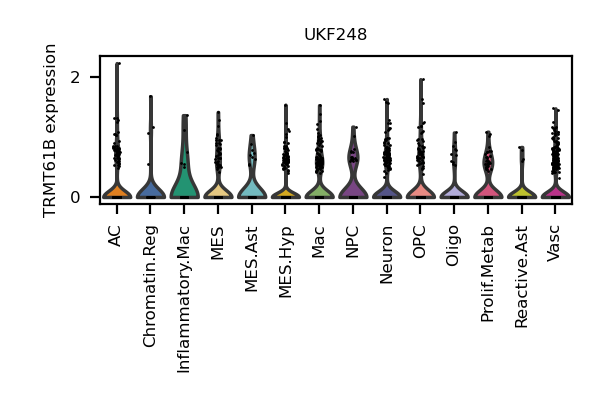 UKF248
TRMT61B expression
2
0
AC
Chromatin.Reg
Inflammatory.Mac
MES
MES.Ast
MES.Hyp
Mac
NPC
Neuron
OPC
Oligo
Prolif.Metab
Reactive.Ast
Vasc